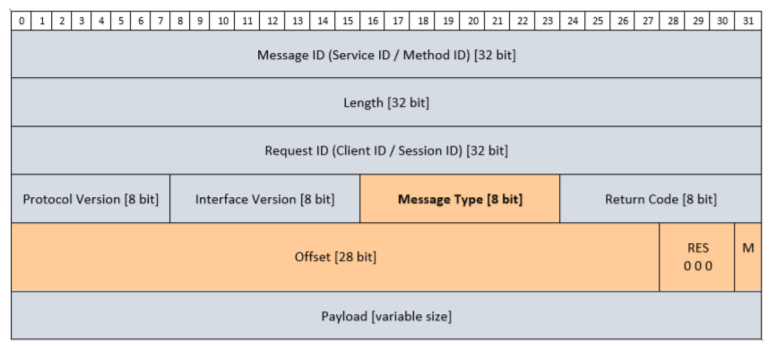 0 1 2 3 4 5 6 7 8 9 10 11 12 13 14 15 16 17 18 19 20 21 22 23 24 25 26 27 28 29 30 31
Message ID (Service ID / Method ID) [32 bit]
Length [32 bit]
Request ID (Client ID / Session ID) [32 bit]
Protocol Version [8 bit] Interface Version [8 bit] Message Type [8 bit] Return Code [8 bit]
Offset [28 bit] RES M
0 0 0
Payload [variable size]